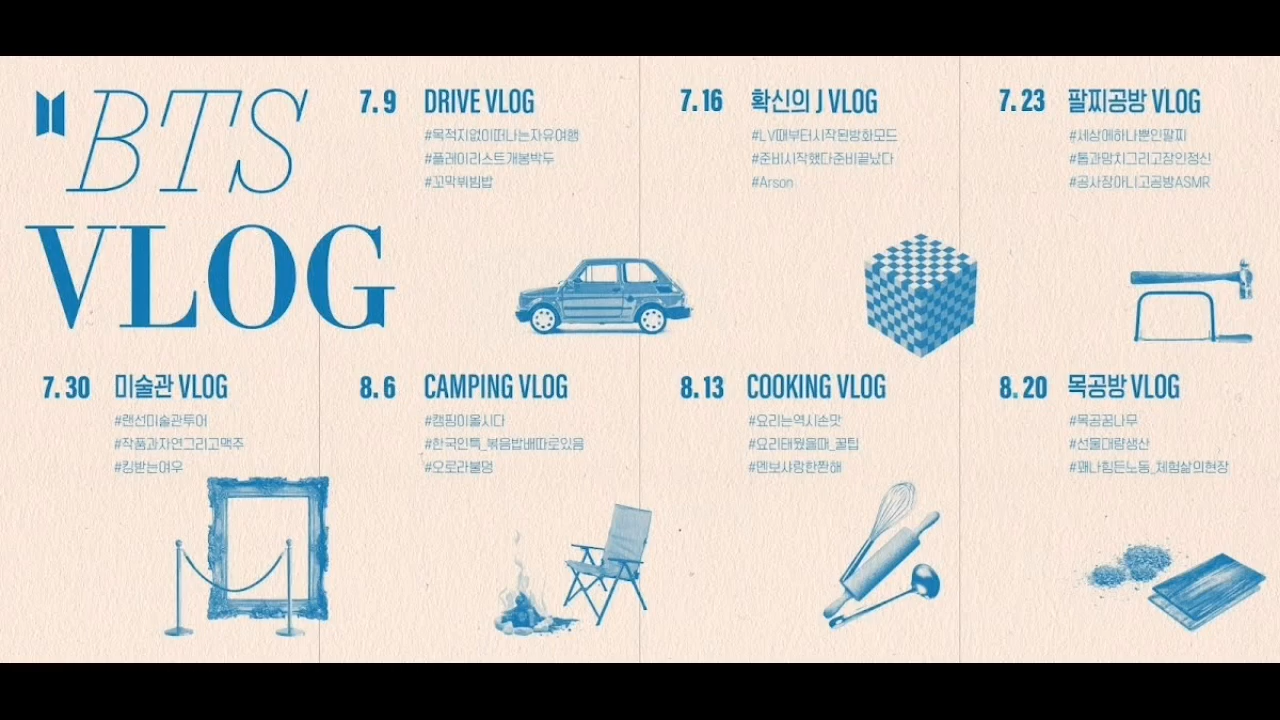 BTS
VLOG
7. 9 DRIVE VLOG
#목적지없이떠나는자유여행
#플레이리스트개봉박두
#꼬막뷔빔밥
7. 16 확신의 J VLOG
#LV때부터시작된방화모드
#준비시작했다준비끝났다
#Arson
7. 23 팔찌공방 VLOG
#세상에하나뿐인팔찌
#톱과망치그리고장인정신
#공사장아니고공방ASMR
7. 30 미술관 VLOG
#랜선미술관투어
#작품과자연그리고맥주
#킹받는여우
8. 6 CAMPING VLOG
#캠핑이올시다
#한국인특_볶음밥배따로있음
#오로라불멍
8. 13 COOKING VLOG
#요리는역시손맛
#요리태웠을때_꿀팁
#멘보샤랑한짠해
8. 20 목공방 VLOG
#목공꿈나무
#선물대량생산
#꽤나힘든노동_체험삶의현장